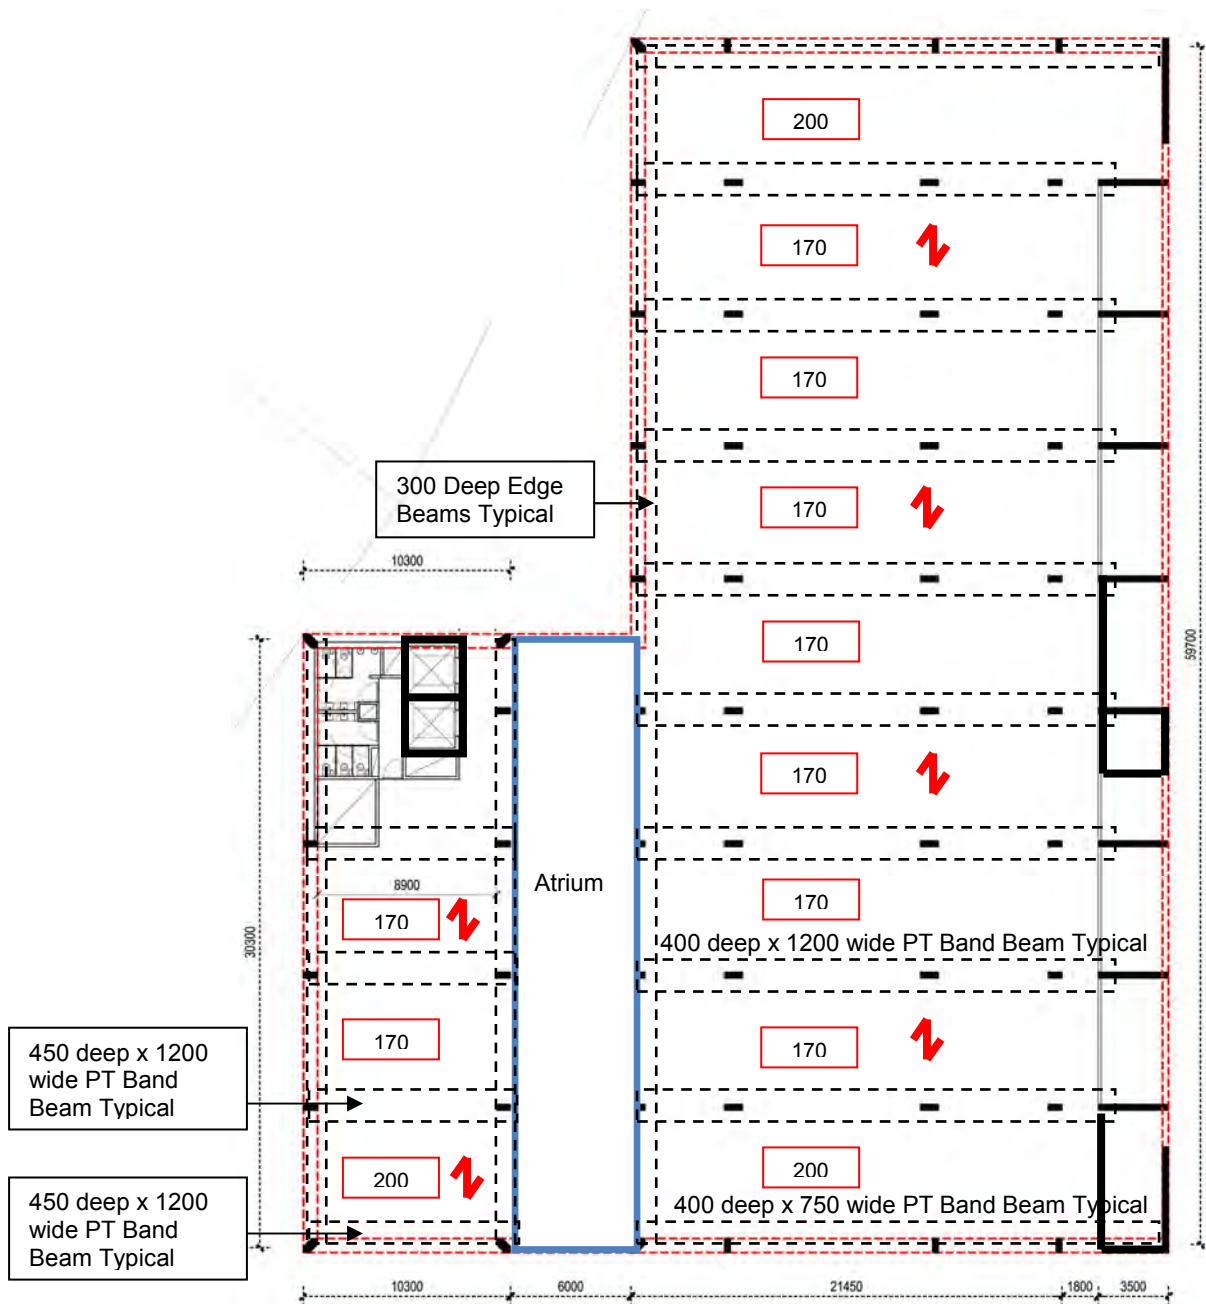 200
170
170
300 Deep Edge
Beams Typical
170
10300
170
59700
170
Atrium
8900
170
170
400 deep x 1200 wide PT Band Beam Typical
30300
450 deep x 1200
wide PT Band
Beam Typical
170
170
200
200
400 deep x 750 wide PT Band Beam Typical
450 deep x 1200
wide PT Band
Beam Typical
10300
6000
21450
1800
3500